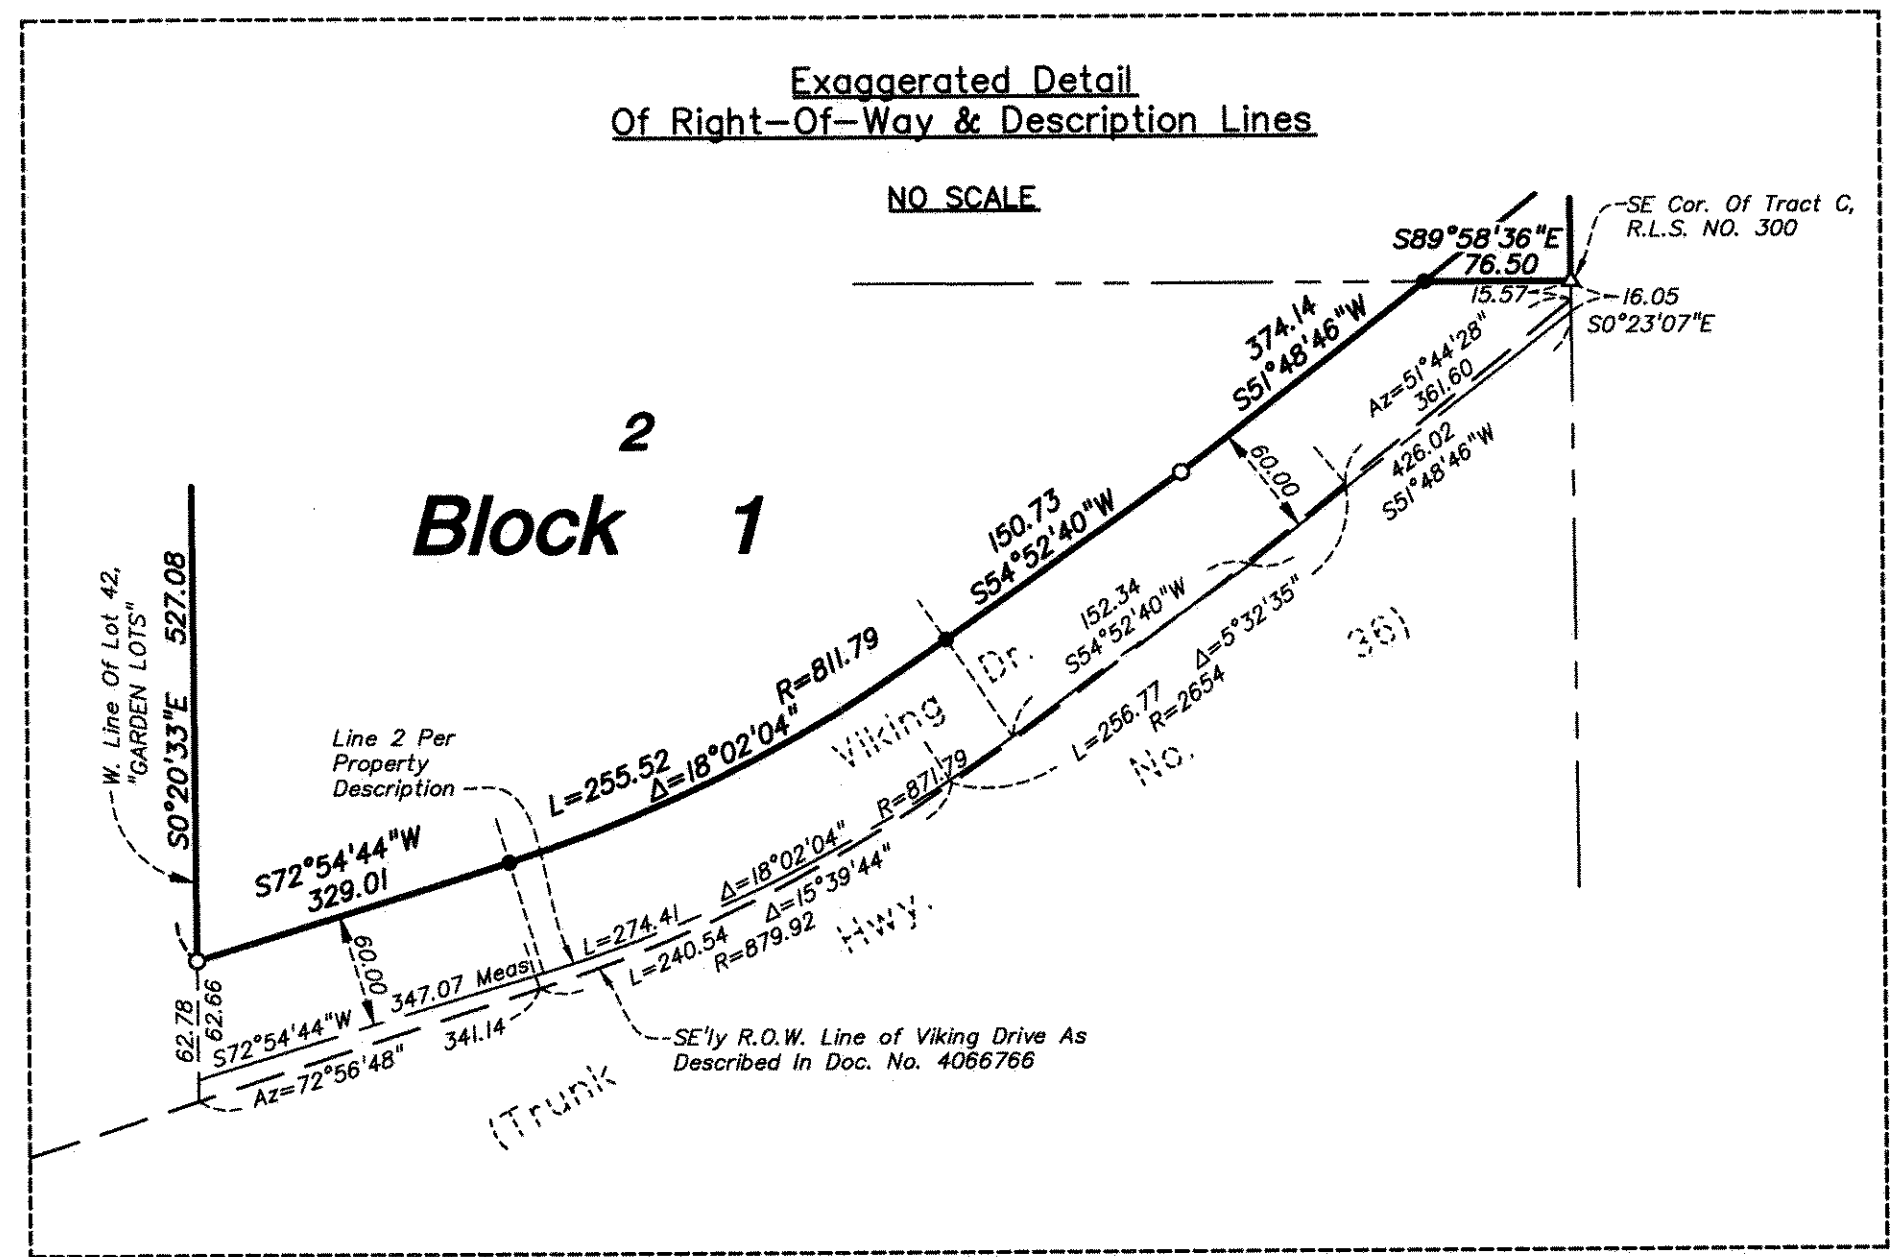 Exaggerated Detail
Of Right-Of-Way & Description Lines
NO SCALE
SE Cor. Of Tract C,
R.L.S. NO. 300
S89°58'36"E
76.50
15.57
16.05
S0°23'07"E
374.14
S51°48'46"W
Az=51°44'28"
361.60
426.02
S51°48'46"W
60.00
2
Block 1
150.73
S54°52'40"W
152.34
S54°52'40"W
Δ=5°32'35"
L=256.77
R=2654
W. Line Of Lot 42,
"GARDEN LOTS"
S0°20'33"E 527.08
Line 2 Per
Property
Description
R=811.79
L=255.52
Δ=18°02'04"
Viking Dr.
(Trunk Hwy. No. 36)
S72°54'44"W
329.01
60.00
R=871.79
Δ=18°02'04"
L=274.41
Δ=15°39'44"
L=240.54
R=879.92
347.07 Meas
S72°54'44"W
341.14
Az=72°56'48"
62.78
62.66
SE'ly R.O.W. Line of Viking Drive As
Described In Doc. No. 4066766